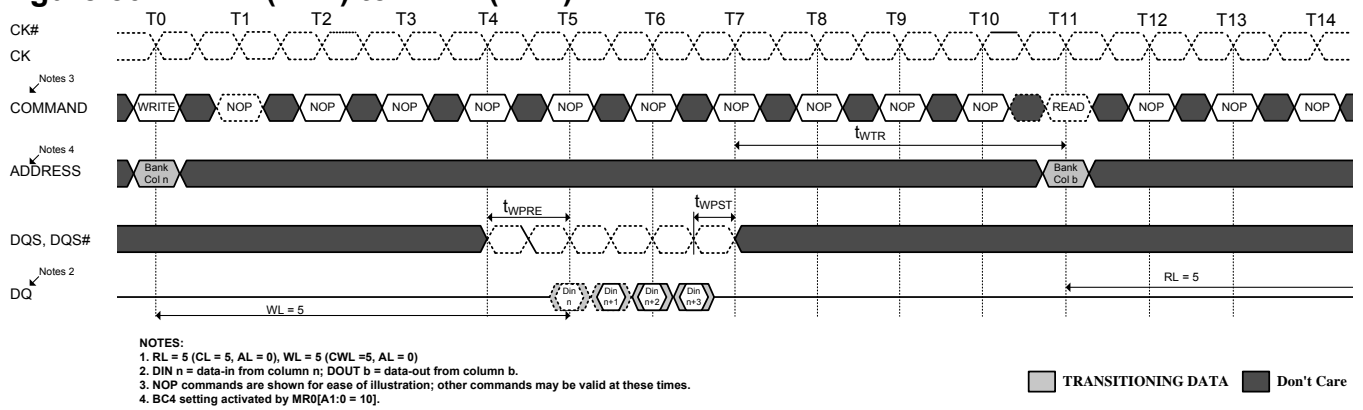 T0 T1 T2 T3 T4 T5 T6 T7 T8 T9 T10 T11 T12 T13 T14
CK#
CK
Notes 3
COMMAND WRITE NOP NOP NOP NOP NOP NOP NOP NOP NOP NOP READ NOP NOP NOP
tWTR
Notes 4
ADDRESS
Bank Bank
Col n Col b
tWPRE tWPST
DQS, DQS#
Notes 2
RL = 5
DQ
Din Din Din Din
n n+1 n+2 n+3
WL = 5
NOTES:
1. RL = 5 (CL = 5, AL = 0), WL = 5 (CWL =5, AL = 0)
2. DIN n = data-in from column n; DOUT b = data-out from column b.
3. NOP commands are shown for ease of illustration; other commands may be valid at these times.
4. BC4 setting activated by MR0[A1:0 = 10].
TRANSITIONING DATA Don't Care